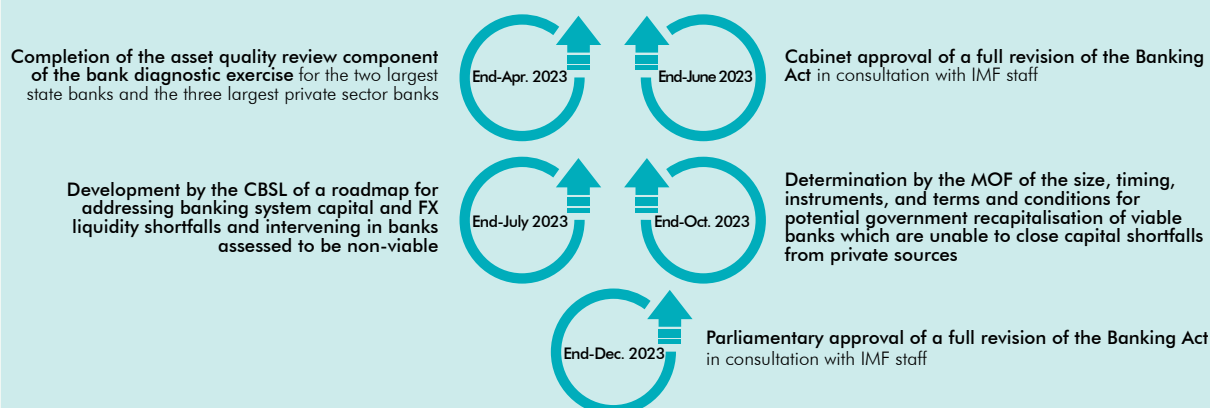 Completion of the asset quality review component
of the bank diagnostic exercise for the two largest
state banks and the three largest private sector banks
End-Apr. 2023
End-June 2023
Cabinet approval of a full revision of the Banking
Act in consultation with IMF staff
Development by the CBSL of a roadmap for
addressing banking system capital and FX
liquidity shortfalls and intervening in banks
assessed to be non-viable
End-July 2023
End-Oct. 2023
Determination by the MOF of the size, timing,
instruments, and terms and conditions for
potential government recapitalisation of viable
banks which are unable to close capital shortfalls
from private sources
End-Dec. 2023
Parliamentary approval of a full revision of the Banking Act
in consultation with IMF staff